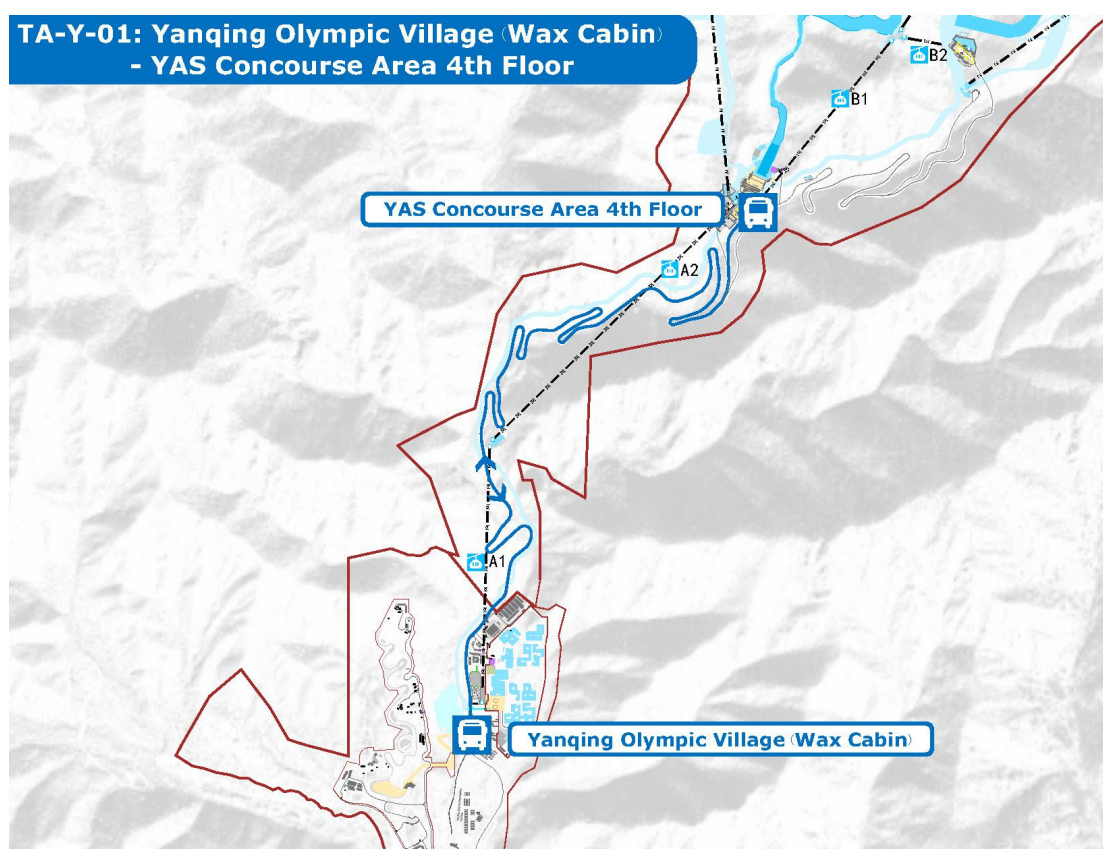 TA-Y-01: Yanqing Olympic Village (Wax Cabin)
- YAS Concourse Area 4th Floor
B2
B1
YAS Concourse Area 4th Floor
A2
A1
Yanqing Olympic Village (Wax Cabin)